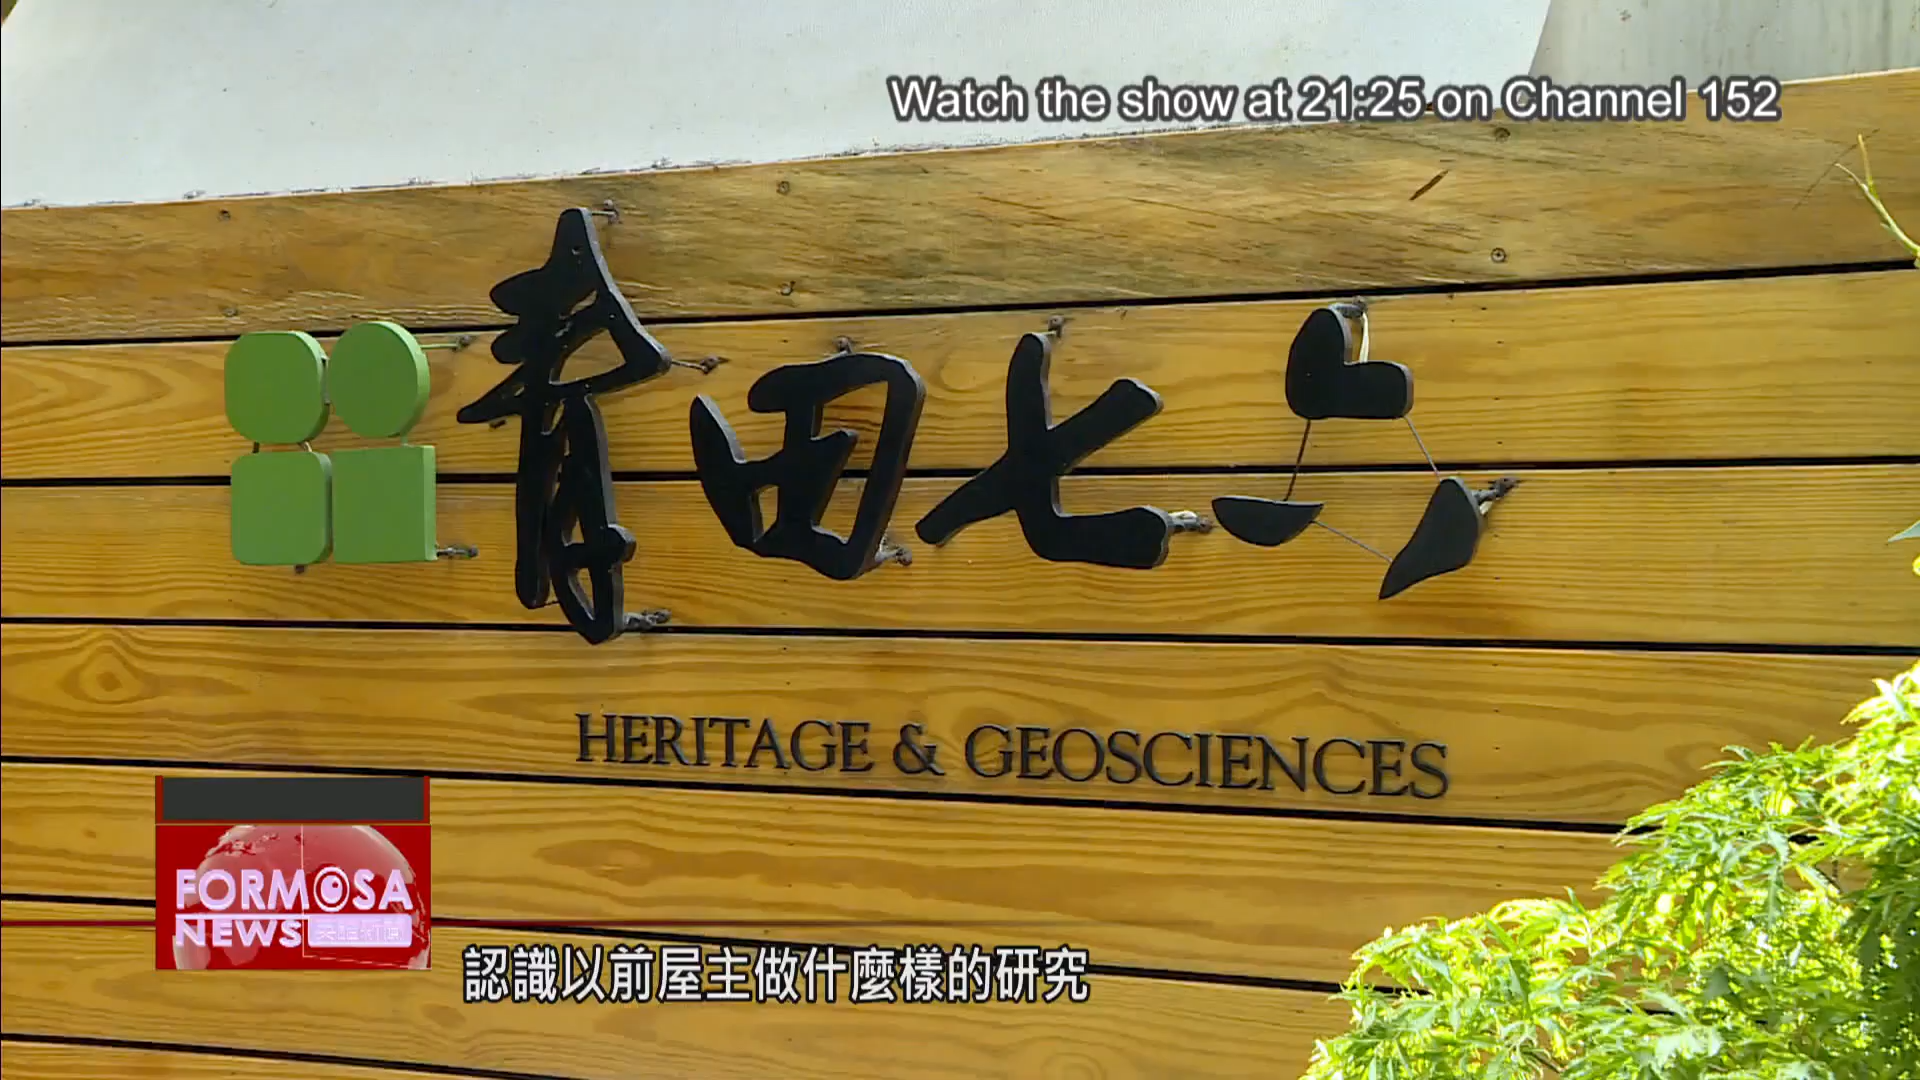 Watch the show at 21:25 on Channel 152
青田七六
HERITAGE & GEOSCIENCES
FORMOSA
NEWS
認識以前屋主做什麼樣的研究